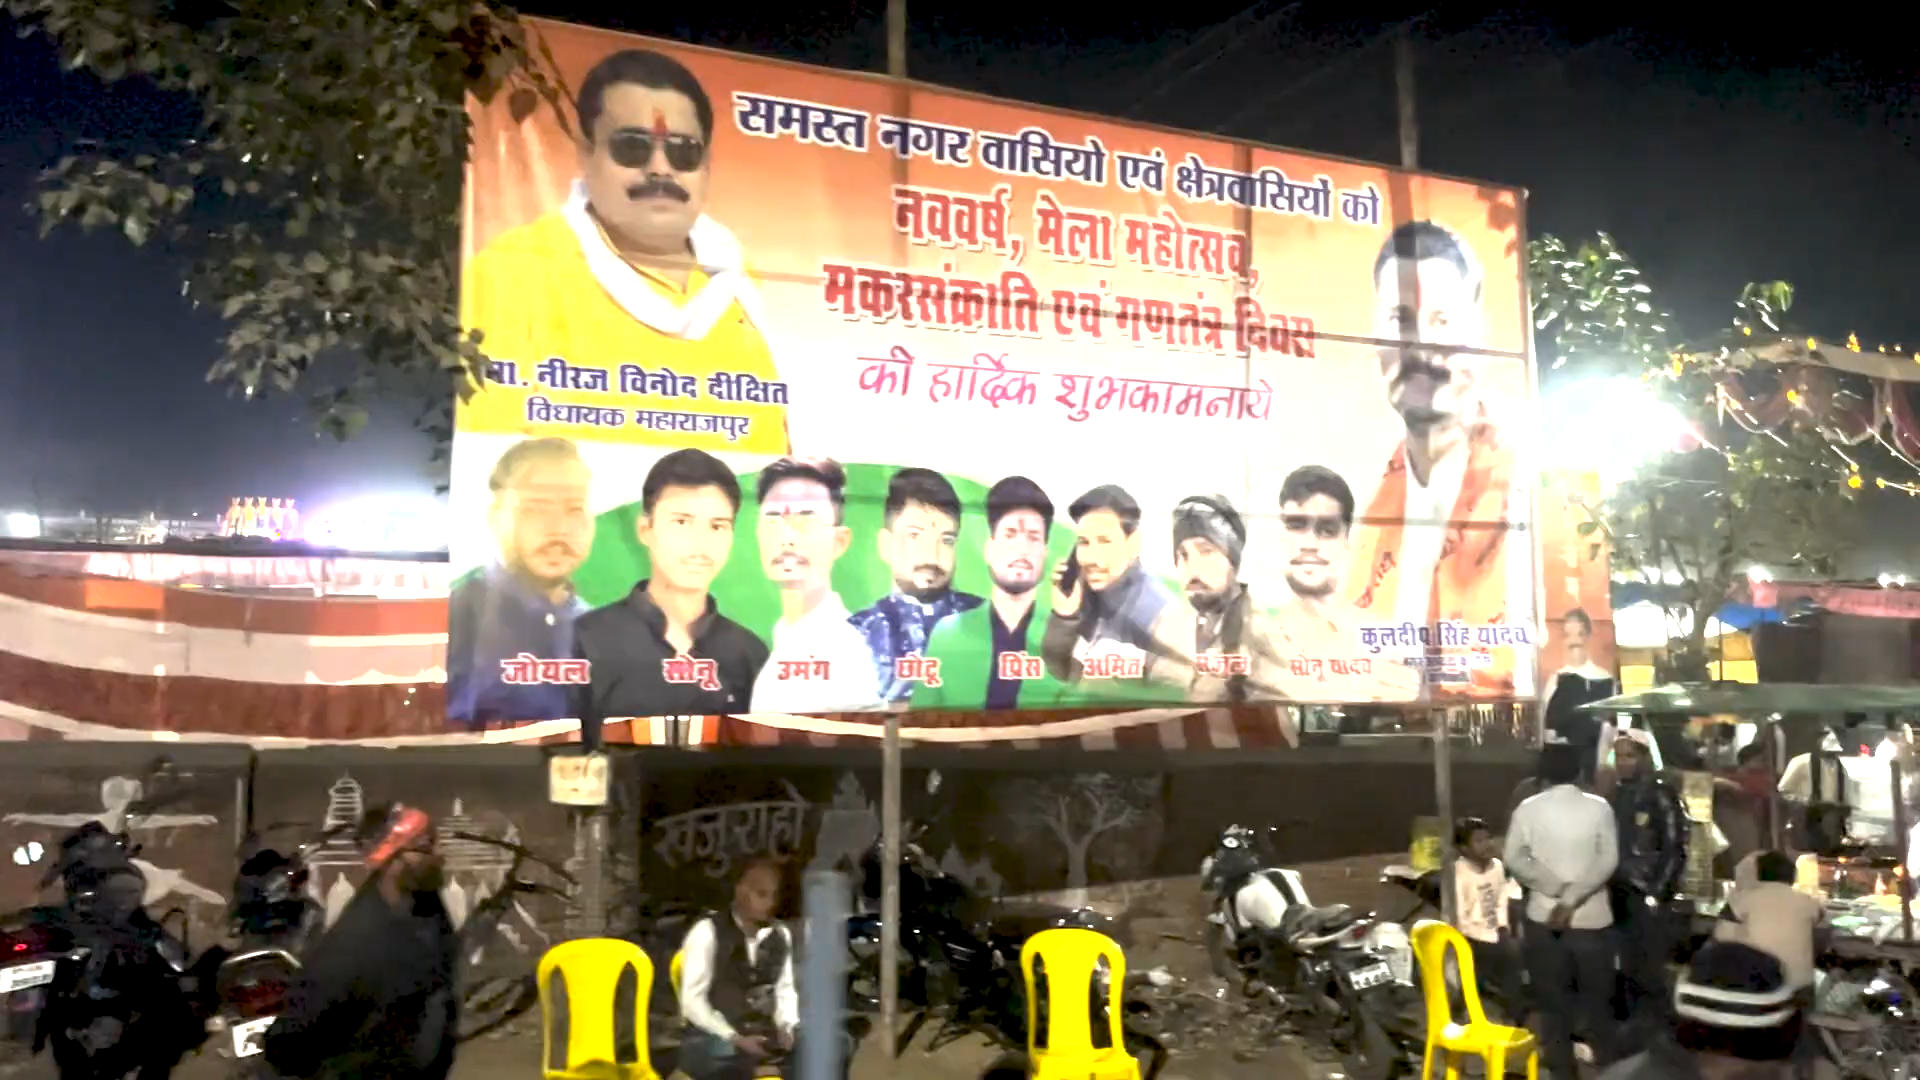 समस्त नगर वासियो एवं क्षेत्रवासियों को
नववर्ष, मेला महोत्सव,
मकरसंक्राति एवं गणतंत्र दिवस
की हार्दिक शुभकामनाये
नीरज विनोद दीक्षित
विधायक महाराजपुर
जोयल सोनू उमंग छोटू प्रिंस अमित सोनू यादव
कुलदीप सिंह यादव
खजुराहो